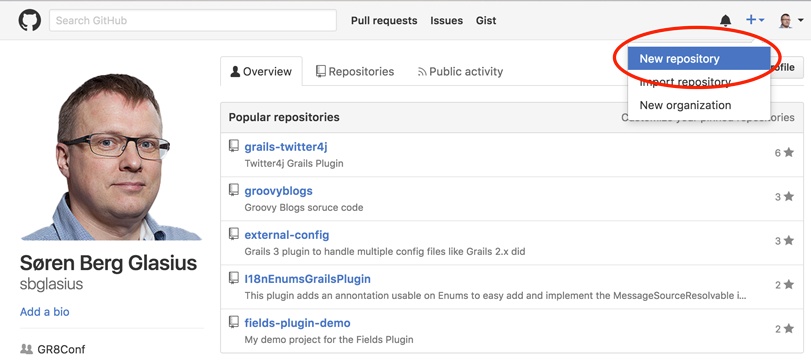 Search GitHub
Pull requests
Issues
Gist
New repository
Import repository
New organization
Overview
Repositories
Public activity
ofile
Popular repositories
Customize your pinned repositories
grails-twitter4j
Twitter4j Grails Plugin
6
groovyblogs
Groovy Blogs soruce code
3
external-config
Grails 3 plugin to handle multiple config files like Grails 2.x did
3
I18nEnumsGrailsPlugin
This plugin adds an annontation usable on Enums to easy add and implement the MessageSourceResolvable i...
2
fields-plugin-demo
My demo project for the Fields Plugin
2
Søren Berg Glasius
sbglasius
Add a bio
GR8Conf